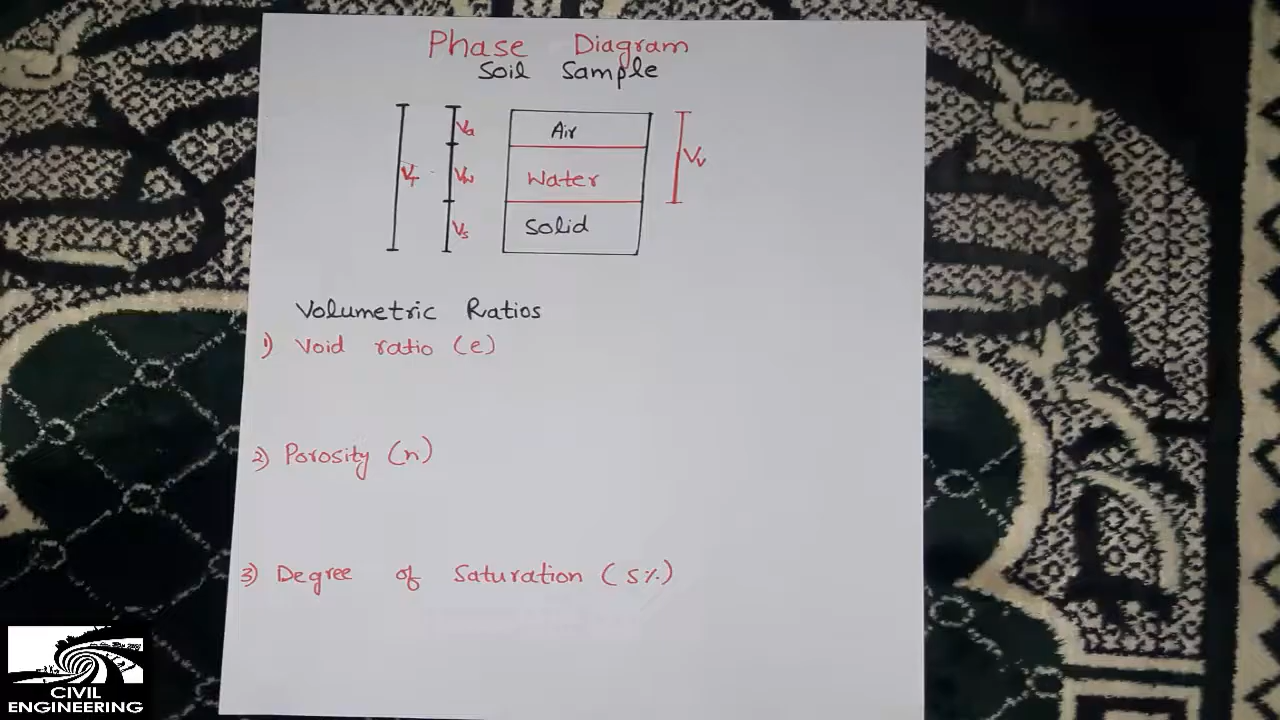 Phase Diagram
Soil Sample
Va
Air
VT
Vw
Water
Vv
Vs
Solid
Volumetric Ratios
1) Void ratio (e)
2) Porosity (n)
3) Degree of Saturation (S%)
CIVIL
ENGINEERING